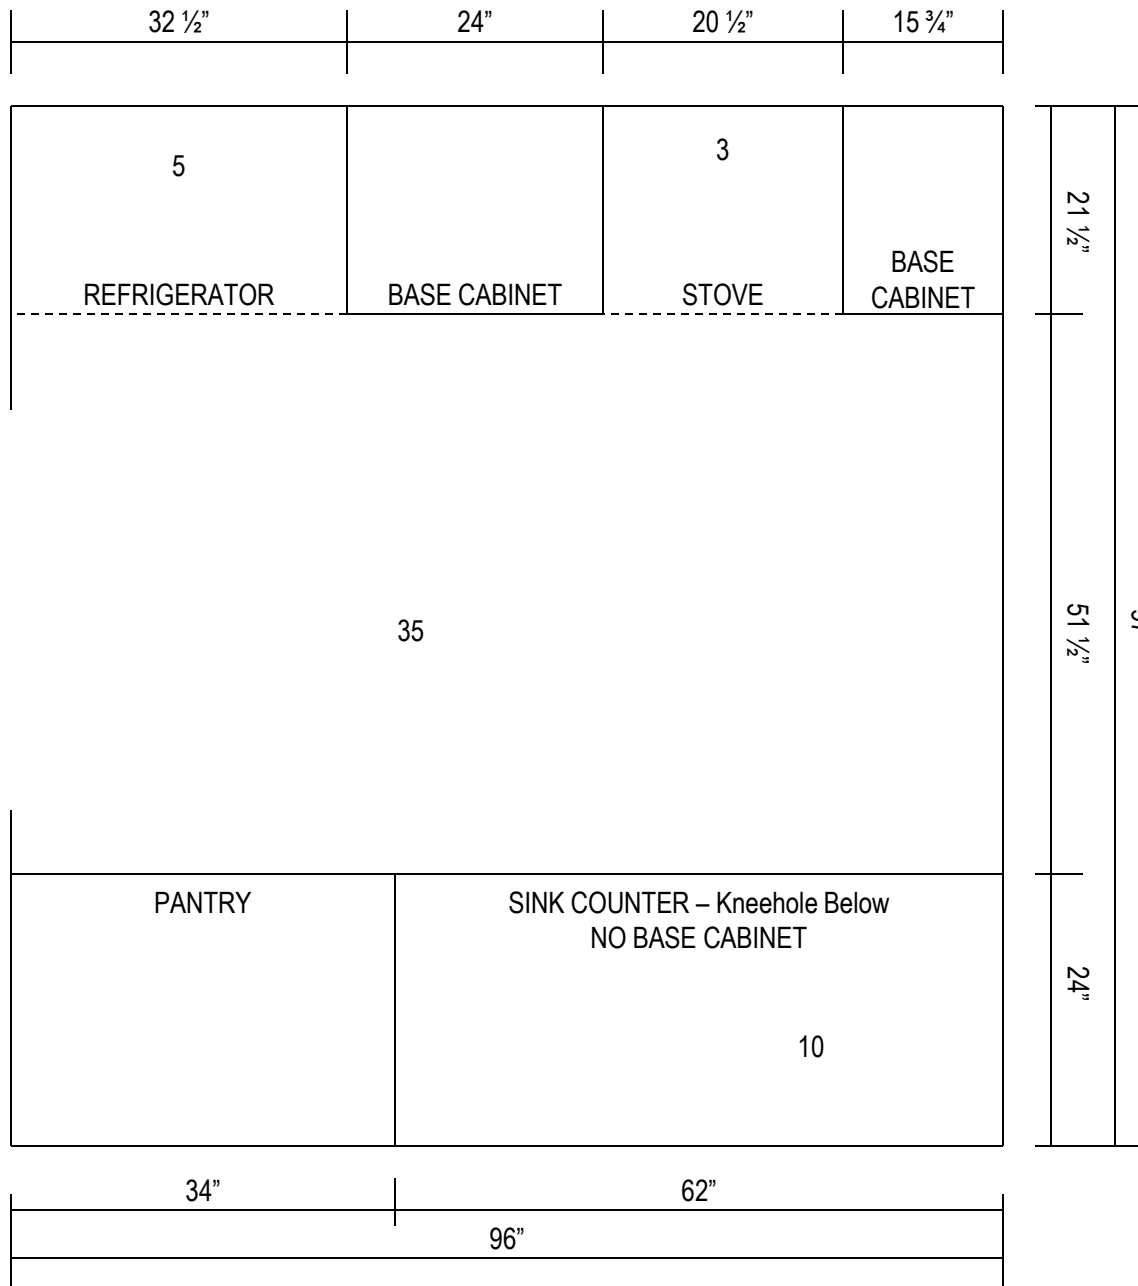 32 ½”
24”
20 ½”
15 ¾”
5
3
21 ½”
REFRIGERATOR
BASE CABINET
STOVE
BASE
CABINET
35
51 ½”
PANTRY
SINK COUNTER – Kneehole Below
NO BASE CABINET
24”
10
34”
62”
96”